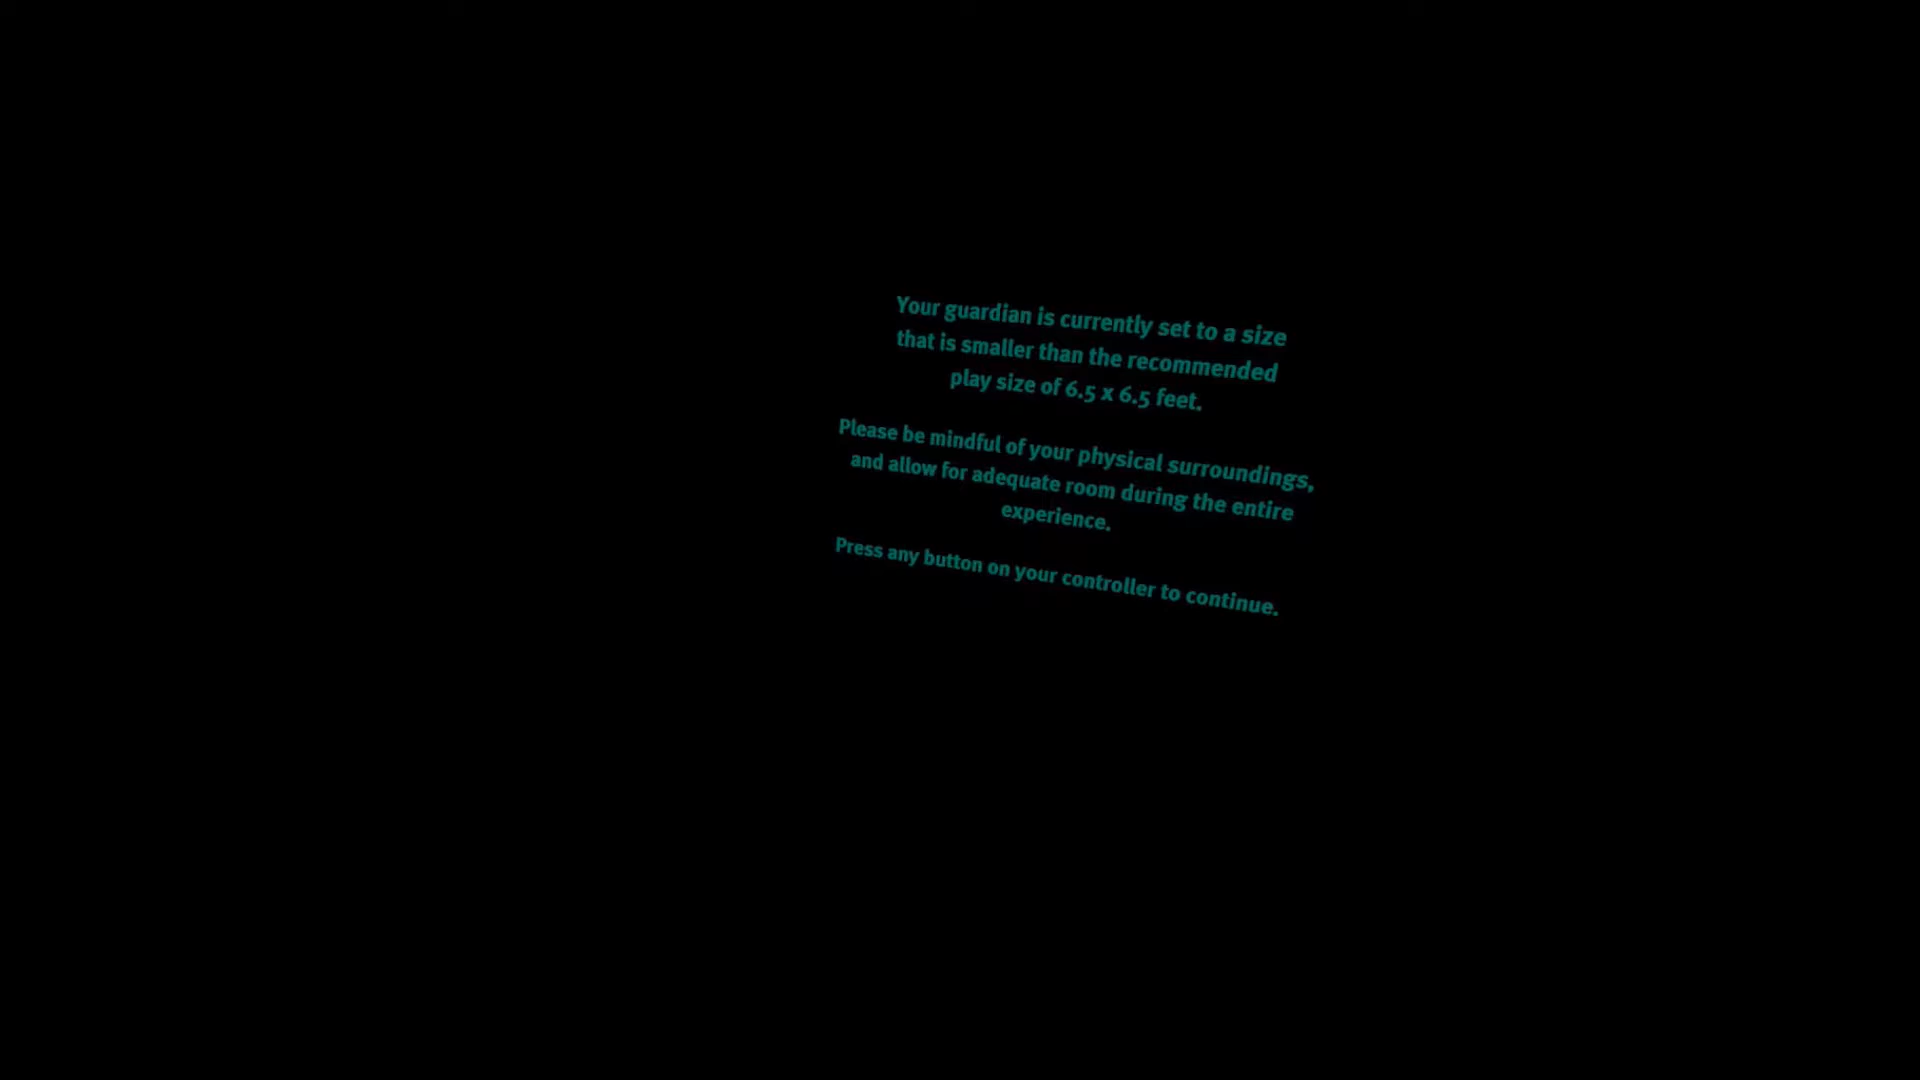 Your guardian is currently set to a size
that is smaller than the recommended
play size of 6.5 x 6.5 feet.
Please be mindful of your physical surroundings,
and allow for adequate room during the entire
experience.
Press any button on your controller to continue.